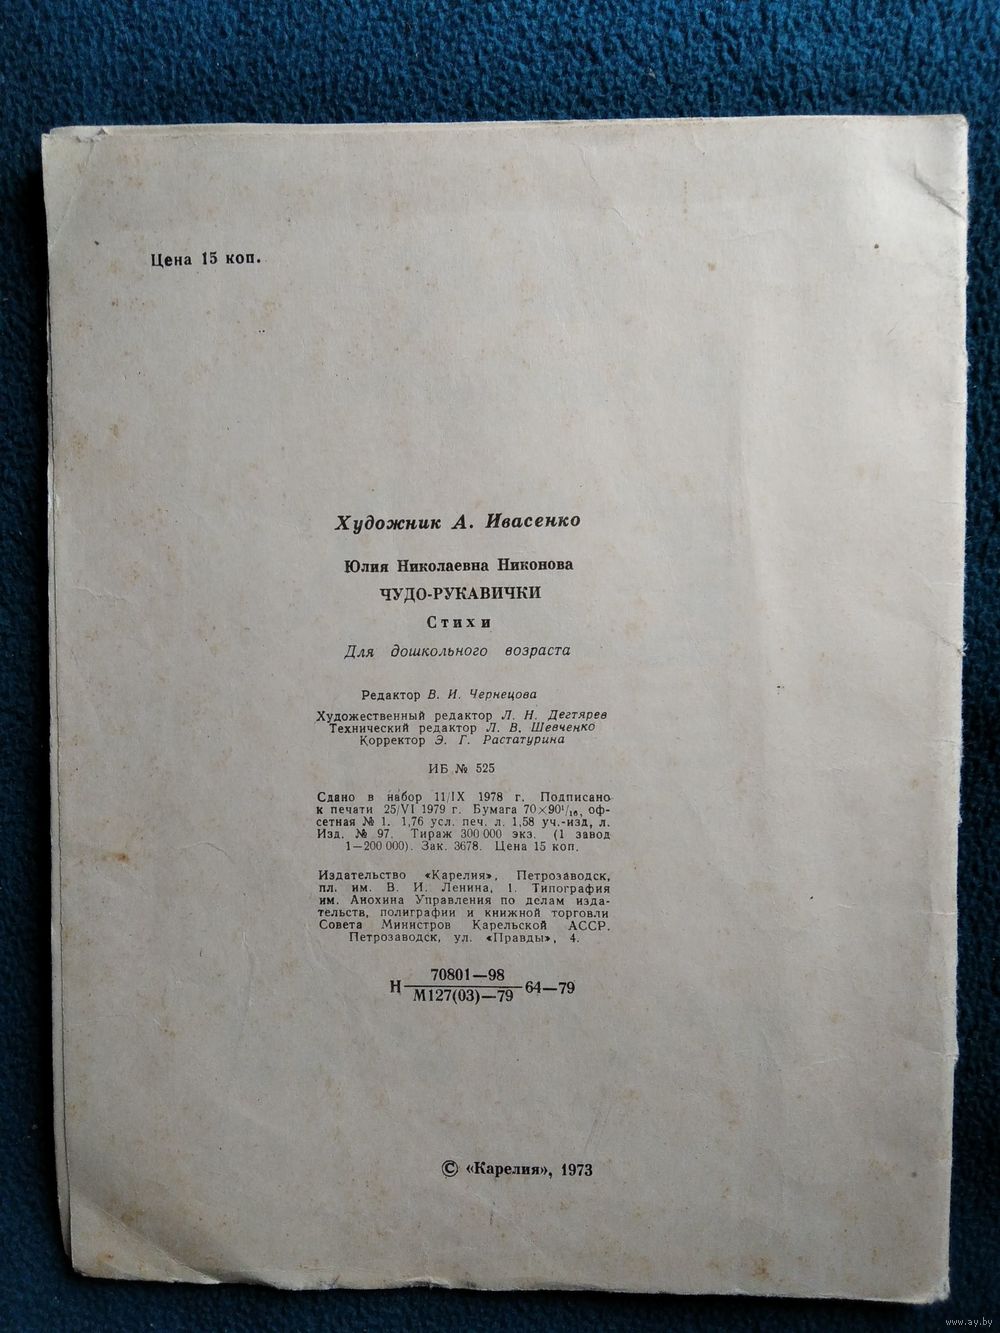 Цена 15 коп.
Художник А. Ивасенко
Юлия Николаевна Никонова
ЧУДО-РУКАВИЧКИ
Стихи
Для дошкольного возраста
Редактор В. И. Чернецова
Художественный редактор Л. Н. Дегтярев
Технический редактор Л. В. Шевченко
Корректор Э. Г. Растатурина
ИБ № 525
Сдано в набор 11/IX 1978 г. Подписано
к печати 25/VI 1979 г. Бумага 70×90¹/₁₆, оф-
сетная № 1. 1,76 усл. печ. л. 1,58 уч.-изд, л.
Изд. № 97. Тираж 300 000 экз. (1 завод
1—200 000). Зак. 3678. Цена 15 коп.
Издательство «Карелия», Петрозаводск,
пл. им. В. И. Ленина, 1. Типография
им. Анохина Управления по делам изда-
тельств, полиграфии и книжной торговли
Совета Министров Карельской АССР.
Петрозаводск, ул. «Правды», 4.
70801—98
Н 64—79
М127(03)—79
© «Карелия», 1973
www.ay.by